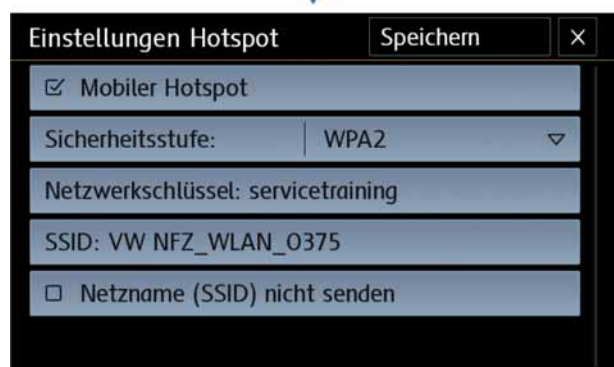 Einstellungen Hotspot Speichern ×
☑ Mobiler Hotspot
Sicherheitsstufe: WPA2 ▽
Netzwerkschlüssel: servicetraining
SSID: VW NFZ_WLAN_0375
☐ Netzname (SSID) nicht senden